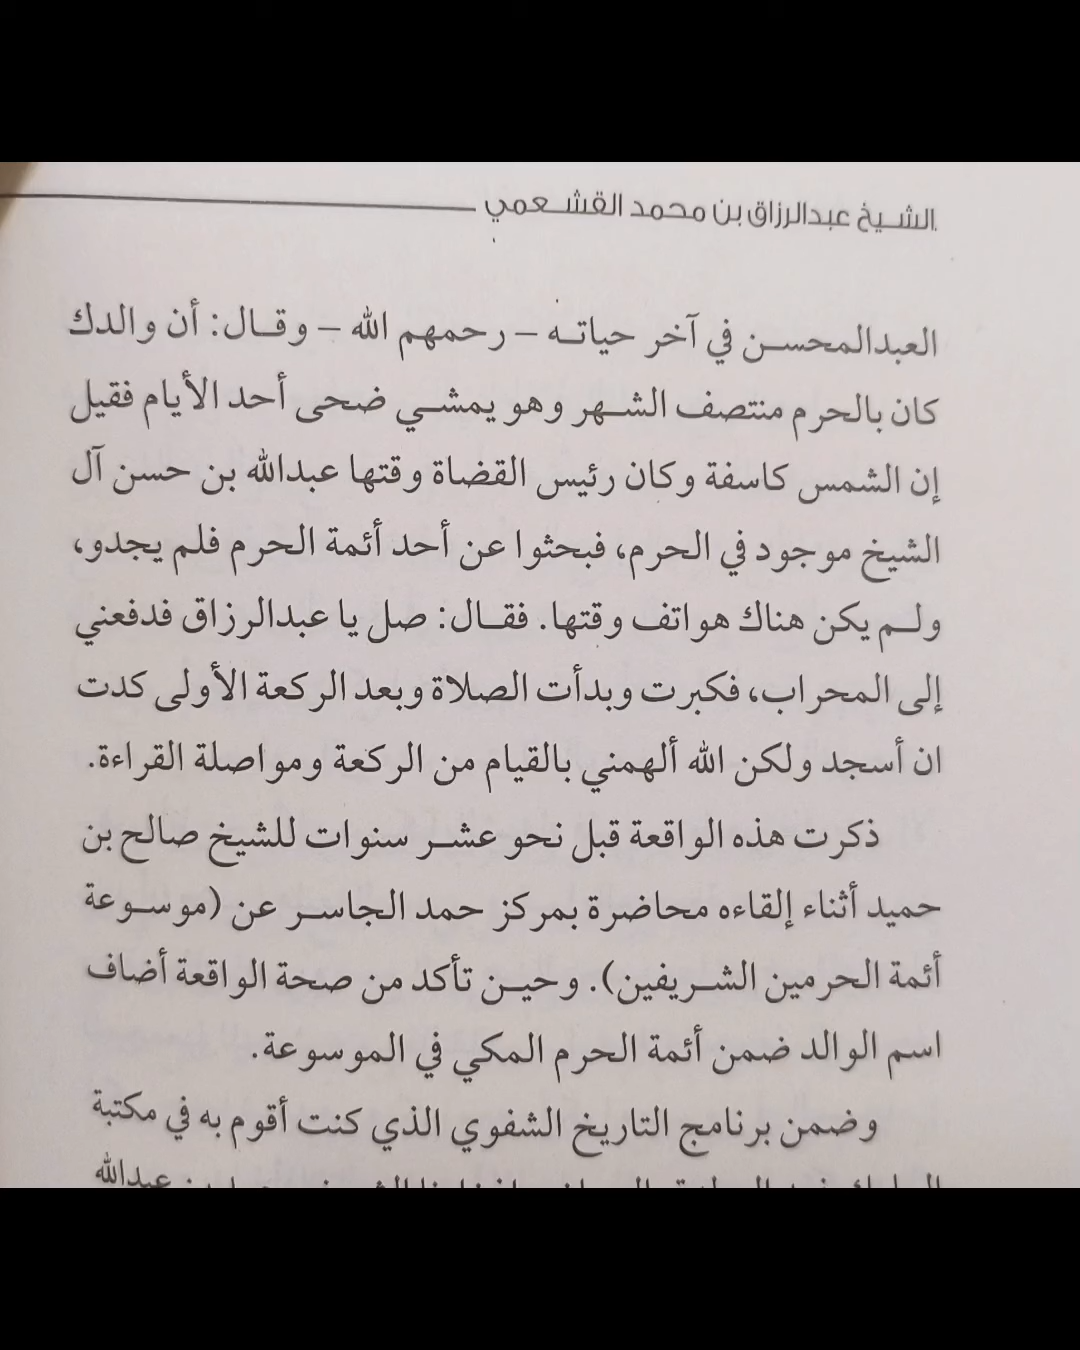 الشيخ عبدالرزاق بن محمد القشعمي
العبدالمحسن في آخر حياته – رحمهم الله – وقال: أن والدك
كان بالحرم منتصف الشهر وهو يمشي ضحى أحد الأيام فقيل
إن الشمس كاسفة وكان رئيس القضاة وقتها عبدالله بن حسن آل
الشيخ موجود في الحرم، فبحثوا عن أحد أئمة الحرم فلم يجدو،
ولم يكن هناك هواتف وقتها. فقال: صل يا عبدالرزاق فدفعني
إلى المحراب، فكبرت وبدأت الصلاة وبعد الركعة الأولى كدت
ان أسجد ولكن الله ألهمني بالقيام من الركعة ومواصلة القراءة.
ذكرت هذه الواقعة قبل نحو عشر سنوات للشيخ صالح بن
حميد أثناء إلقاءه محاضرة بمركز حمد الجاسر عن (موسوعة
أئمة الحرمين الشريفين). وحين تأكد من صحة الواقعة أضاف
اسم الوالد ضمن أئمة الحرم المكي في الموسوعة.
وضمن برنامج التاريخ الشفوي الذي كنت أقوم به في مكتبة
عبدالله